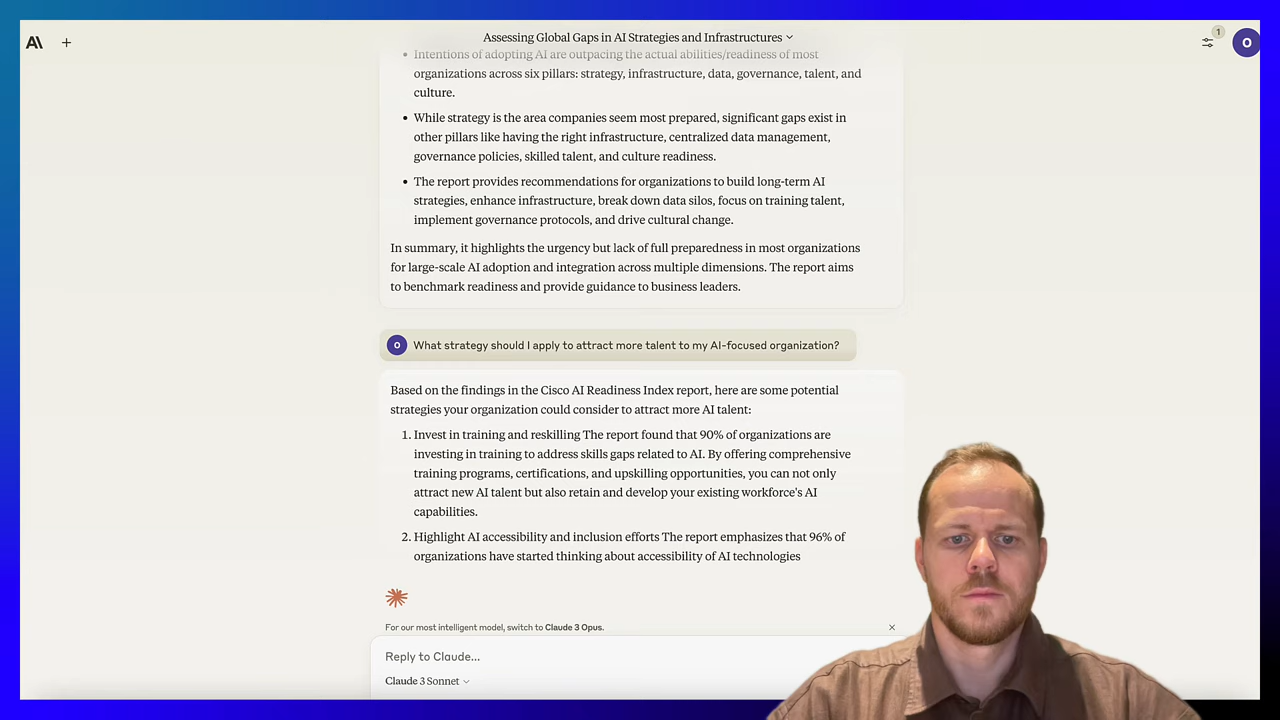 A\
+
Assessing Global Gaps in AI Strategies and Infrastructures
1
O
• Intentions of adopting AI are outpacing the actual abilities/readiness of most
organizations across six pillars: strategy, infrastructure, data, governance, talent, and
culture.
• While strategy is the area companies seem most prepared, significant gaps exist in
other pillars like having the right infrastructure, centralized data management,
governance policies, skilled talent, and culture readiness.
• The report provides recommendations for organizations to build long-term AI
strategies, enhance infrastructure, break down data silos, focus on training talent,
implement governance protocols, and drive cultural change.
In summary, it highlights the urgency but lack of full preparedness in most organizations
for large-scale AI adoption and integration across multiple dimensions. The report aims
to benchmark readiness and provide guidance to business leaders.
O What strategy should I apply to attract more talent to my AI-focused organization?
Based on the findings in the Cisco AI Readiness Index report, here are some potential
strategies your organization could consider to attract more AI talent:
1. Invest in training and reskilling The report found that 90% of organizations are
investing in training to address skills gaps related to AI. By offering comprehensive
training programs, certifications, and upskilling opportunities, you can not only
attract new AI talent but also retain and develop your existing workforce's AI
capabilities.
2. Highlight AI accessibility and inclusion efforts The report emphasizes that 96% of
organizations have started thinking about accessibility of AI technologies
For our most intelligent model, switch to Claude 3 Opus.
Reply to Claude...
Claude 3 Sonnet